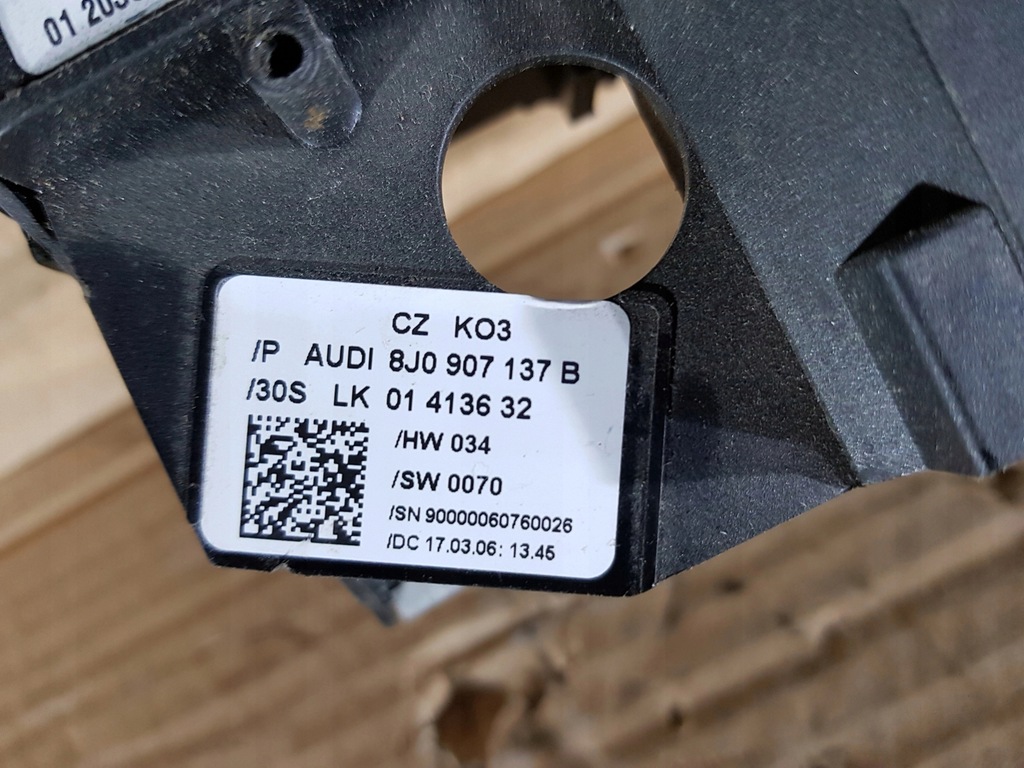 CZ KO3
/P AUDI 8J0 907 137 B
/30S LK 01 4136 32
/HW 034
/SW 0070
/SN 90000060760026
/DC 17.03.06: 13.45